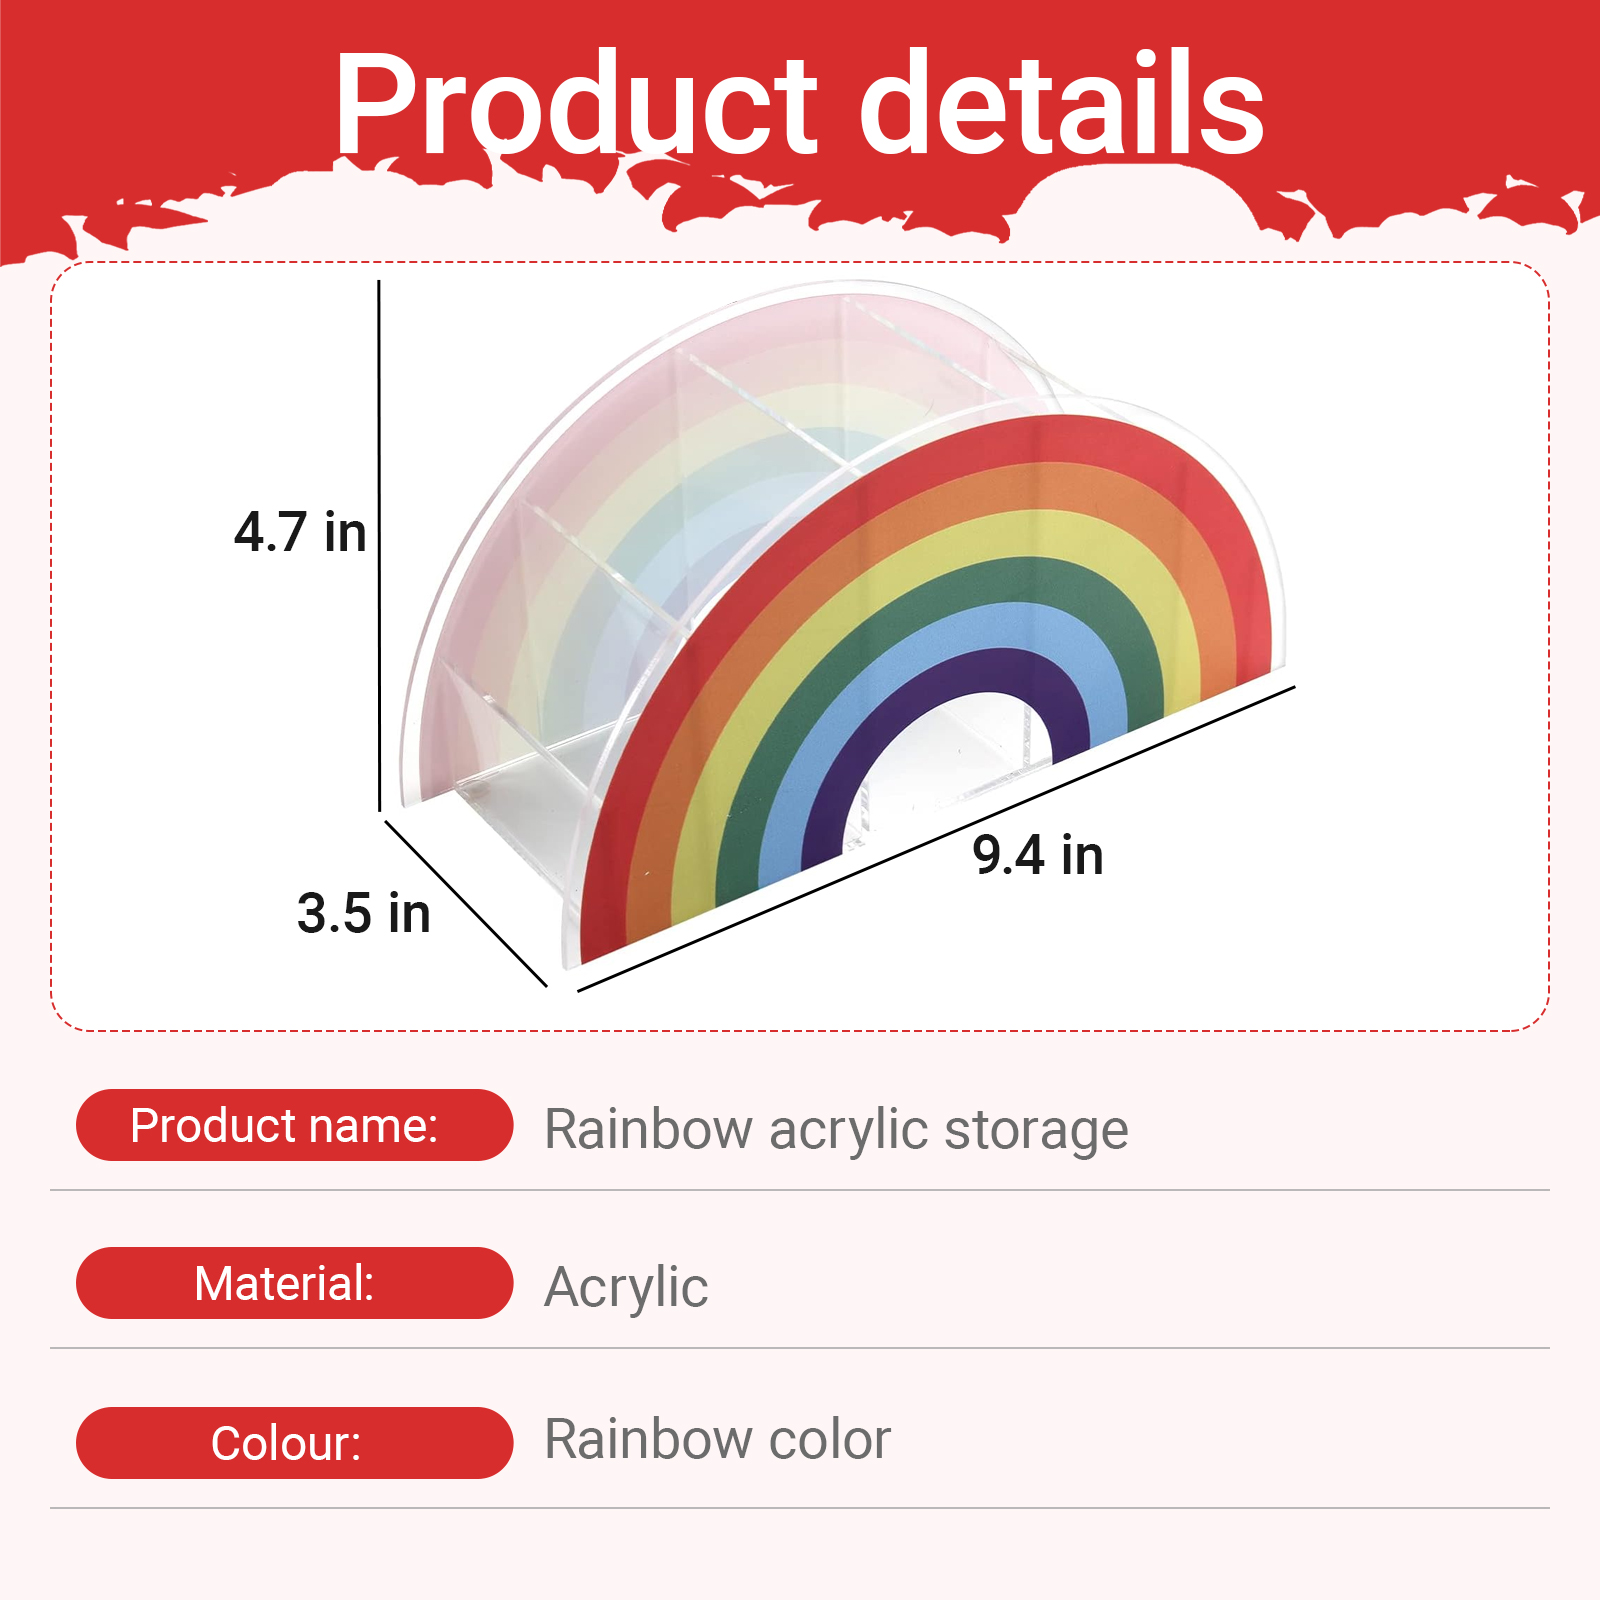 Product details
4.7 in
3.5 in
9.4 in
Product name: Rainbow acrylic storage
Material: Acrylic
Colour: Rainbow color